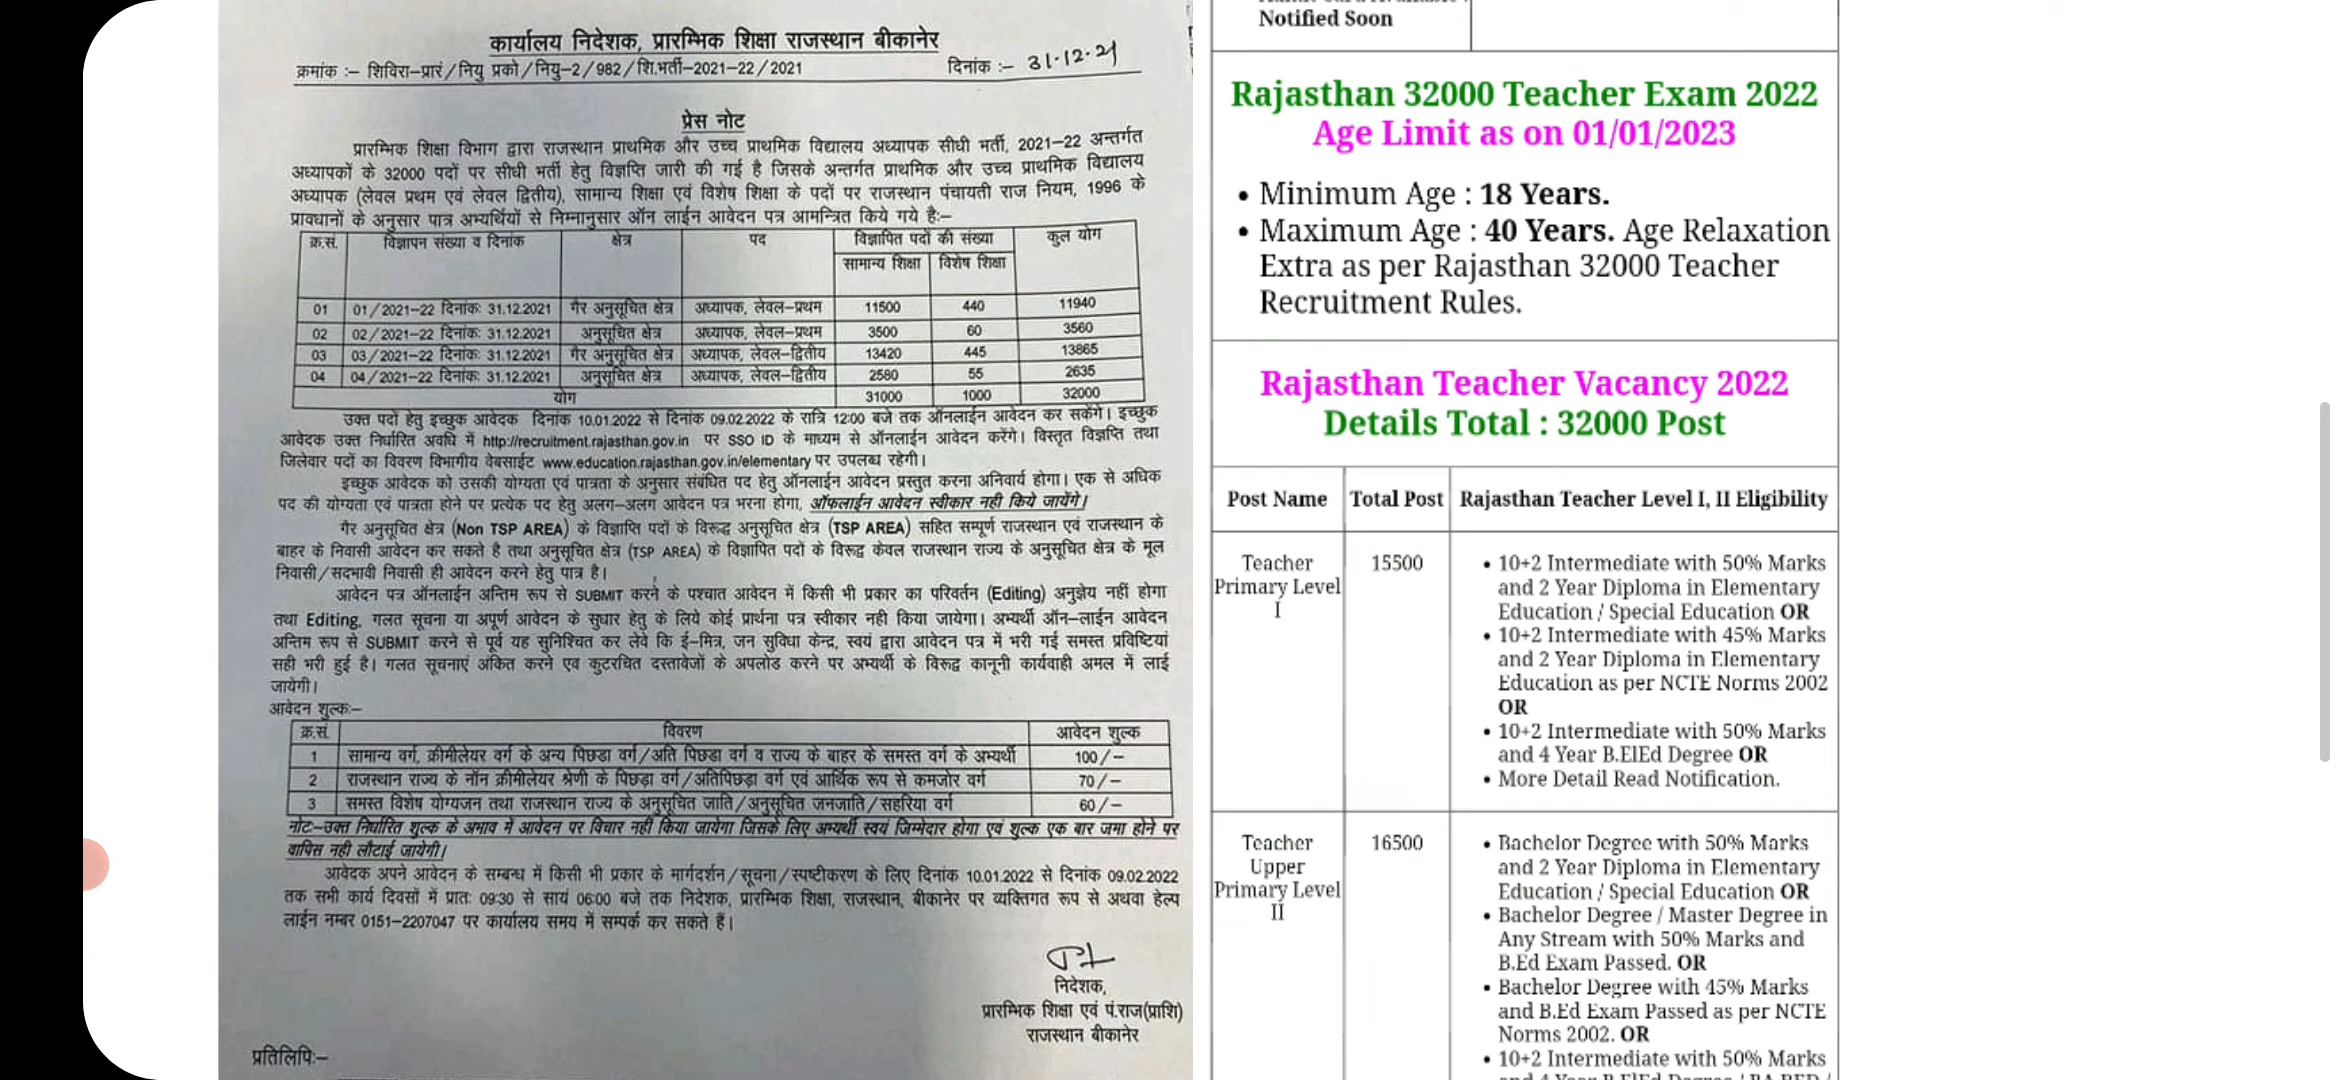 कार्यालय निदेशक, प्रारम्भिक शिक्षा राजस्थान बीकानेर
क्रमांक :– शिविरा–प्रारं/नियु प्रको/नियु–2/982/शि.भर्ती–2021–22/2021
दिनांक :– 31.12.21
प्रेस नोट
प्रारम्भिक शिक्षा विभाग द्वारा राजस्थान प्राथमिक और उच्च प्राथमिक विद्यालय अध्यापक सीधी भर्ती, 2021–22 अन्तर्गत
अध्यापकों के 32000 पदों पर सीधी भर्ती हेतु विज्ञप्ति जारी की गई है जिसके अन्तर्गत प्राथमिक और उच्च प्राथमिक विद्यालय
अध्यापक (लेवल प्रथम एवं लेवल द्वितीय), सामान्य शिक्षा एवं विशेष शिक्षा के पदों पर राजस्थान पंचायती राज नियम, 1996 के
प्रावधानों के अनुसार पात्र अभ्यर्थियों से निम्नानुसार ऑन लाईन आवेदन पत्र आमन्त्रित किये गये है:–
क्र.सं. विज्ञापन संख्या व दिनांक क्षेत्र पद विज्ञापित पदों की संख्या कुल योग
सामान्य शिक्षा विशेष शिक्षा
01 01/2021–22 दिनांक: 31.12.2021 गैर अनुसूचित क्षेत्र अध्यापक, लेवल–प्रथम 11500 440 11940
02 02/2021–22 दिनांक: 31.12.2021 अनुसूचित क्षेत्र अध्यापक, लेवल–प्रथम 3500 60 3560
03 03/2021–22 दिनांक: 31.12.2021 गैर अनुसूचित क्षेत्र अध्यापक, लेवल–द्वितीय 13420 445 13865
04 04/2021–22 दिनांक: 31.12.2021 अनुसूचित क्षेत्र अध्यापक, लेवल–द्वितीय 2580 55 2635
योग 31000 1000 32000
उक्त पदों हेतु इच्छुक आवेदक दिनांक 10.01.2022 से दिनांक 09.02.2022 के रात्रि 12:00 बजे तक ऑनलाईन आवेदन कर सकेंगे। इच्छुक
आवेदक उक्त निर्धारित अवधि में http://recruitment.rajasthan.gov.in पर SSO ID के माध्यम से ऑनलाईन आवेदन करेंगे। विस्तृत विज्ञप्ति तथा
जिलेवार पदों का विवरण विभागीय वेबसाईट www.education.rajasthan.gov.in/elementary पर उपलब्ध रहेगी।
इच्छुक आवेदक को उसकी योग्यता एवं पात्रता के अनुसार संबंधित पद हेतु ऑनलाईन आवेदन प्रस्तुत करना अनिवार्य होगा। एक से अधिक
पद की योग्यता एवं पात्रता होने पर प्रत्येक पद हेतु अलग–अलग आवेदन पत्र भरना होगा, ऑफलाईन आवेदन स्वीकार नही किये जायेंगे।
गैर अनुसूचित क्षेत्र (Non TSP AREA) के विज्ञाप्ति पदों के विरूद्ध अनुसूचित क्षेत्र (TSP AREA) सहित सम्पूर्ण राजस्थान एवं राजस्थान के
बाहर के निवासी आवेदन कर सकते है तथा अनुसूचित क्षेत्र (TSP AREA) के विज्ञापित पदों के विरूद्ध केवल राजस्थान राज्य के अनुसूचित क्षेत्र के मूल
निवासी/सदभावी निवासी ही आवेदन करने हेतु पात्र है।
आवेदन पत्र ऑनलाईन अन्तिम रूप से SUBMIT करने के पश्चात आवेदन में किसी भी प्रकार का परिवर्तन (Editing) अनुज्ञेय नहीं होगा
तथा Editing, गलत सूचना या अपूर्ण आवेदन के सुधार हेतु के लिये कोई प्रार्थना पत्र स्वीकार नही किया जायेगा। अभ्यर्थी ऑन–लाईन आवेदन
अन्तिम रूप से SUBMIT करने से पूर्व यह सुनिश्चित कर लेवे कि ई–मित्र, जन सुविधा केन्द्र, स्वयं द्वारा आवेदन पत्र में भरी गई समस्त प्रविष्टियां
सही भरी हुई है। गलत सूचनाएं अंकित करने एव कुटरचित दस्तावेजों के अपलोड करने पर अभ्यर्थी के विरूद्ध कानूनी कार्यवाही अमल में लाई
जायेगी।
आवेदन शुल्क:–
क्र.सं. विवरण आवेदन शुल्क
1 सामान्य वर्ग, क्रीमीलेयर वर्ग के अन्य पिछडा वर्ग/अति पिछडा वर्ग व राज्य के बाहर के समस्त वर्ग के अभ्यर्थी 100/–
2 राजस्थान राज्य के नॉन क्रीमीलेयर श्रेणी के पिछड़ा वर्ग/अतिपिछड़ा वर्ग एवं आर्थिक रूप से कमजोर वर्ग 70/–
3 समस्त विशेष योग्यजन तथा राजस्थान राज्य के अनुसूचित जाति/अनुसूचित जनजाति/सहरिया वर्ग 60/–
नोट–उक्त निर्धारित शुल्क के अभाव में आवेदन पर विचार नहीं किया जायेगा जिसके लिए अभ्यर्थी स्वयं जिम्मेदार होगा एवं शुल्क एक बार जमा होने पर
वापिस नही लौटाई जायेगी।
आवेदक अपने आवेदन के सम्बन्ध में किसी भी प्रकार के मार्गदर्शन/सूचना/स्पष्टीकरण के लिए दिनांक 10.01.2022 से दिनांक 09.02.2022
तक सभी कार्य दिवसों में प्रातः 09:30 से सायं 06:00 बजे तक निदेशक, प्रारम्भिक शिक्षा, राजस्थान, बीकानेर पर व्यक्तिगत रूप से अथवा हेल्प
लाईन नम्बर 0151–2207047 पर कार्यालय समय में सम्पर्क कर सकते हैं।
निदेशक,
प्रारम्भिक शिक्षा एवं पं.राज(प्राशि)
राजस्थान बीकानेर
प्रतिलिपि:–
Notified Soon
Rajasthan 32000 Teacher Exam 2022
Age Limit as on 01/01/2023
• Minimum Age : 18 Years.
• Maximum Age : 40 Years. Age Relaxation
Extra as per Rajasthan 32000 Teacher
Recruitment Rules.
Rajasthan Teacher Vacancy 2022
Details Total : 32000 Post
Post Name Total Post Rajasthan Teacher Level I, II Eligibility
Teacher
Primary Level
I
15500
• 10+2 Intermediate with 50% Marks
and 2 Year Diploma in Elementary
Education / Special Education OR
• 10+2 Intermediate with 45% Marks
and 2 Year Diploma in Elementary
Education as per NCTE Norms 2002
OR
• 10+2 Intermediate with 50% Marks
and 4 Year B.ElEd Degree OR
• More Detail Read Notification.
Teacher
Upper
Primary Level
II
16500
• Bachelor Degree with 50% Marks
and 2 Year Diploma in Elementary
Education / Special Education OR
• Bachelor Degree / Master Degree in
Any Stream with 50% Marks and
B.Ed Exam Passed. OR
• Bachelor Degree with 45% Marks
and B.Ed Exam Passed as per NCTE
Norms 2002. OR
• 10+2 Intermediate with 50% Marks